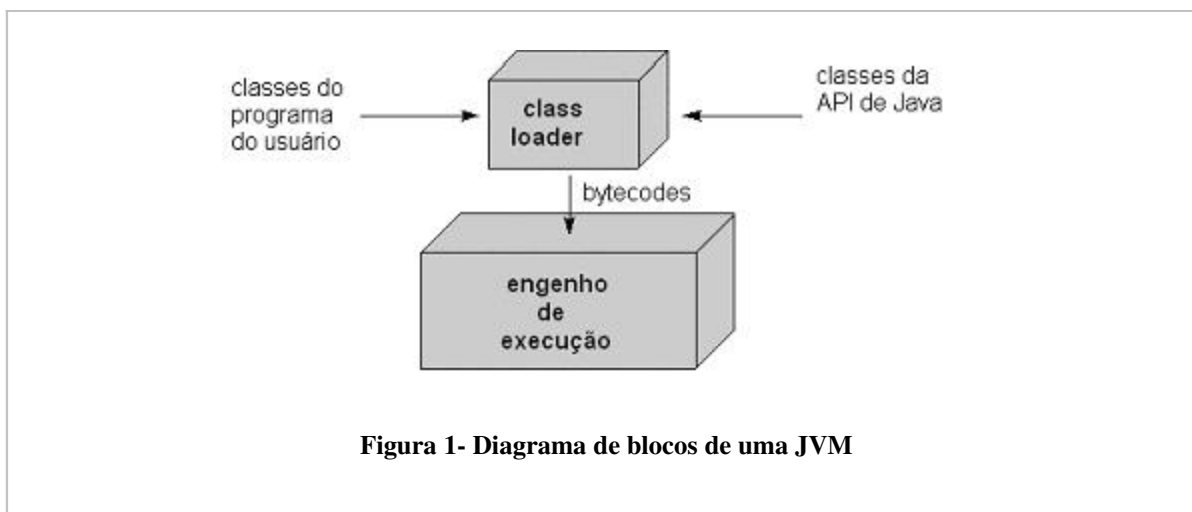 classes do
programa
do usuário
class
loader
classes da
API de Java
bytecodes
engenho
de
execução
Figura 1- Diagrama de blocos de uma JVM